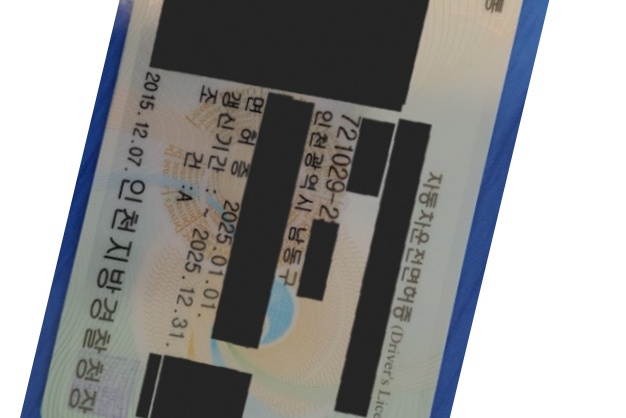 자동차운전면허증 (Driver's Lice
721029-2
인천광역시 남동구
면 허 증
갱신기간 : 2025.01.01.
~ 2025.12.31.
조 건 : A
2015. 12. 07. 인천지방경찰청장